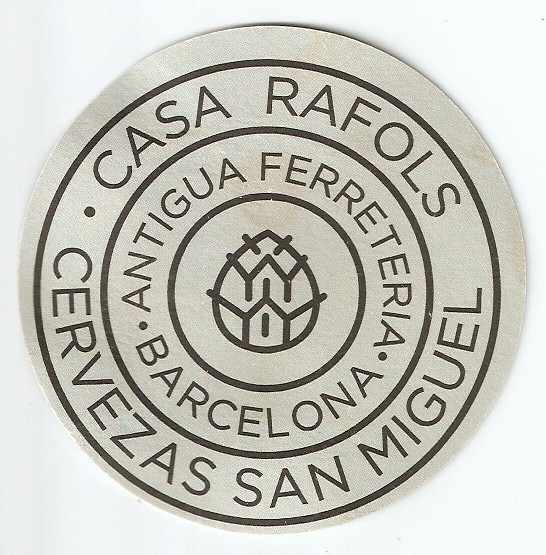 • CASA RAFOLS
CERVEZAS SAN MIGUEL
• ANTIGUA FERRETERIA •
BARCELONA